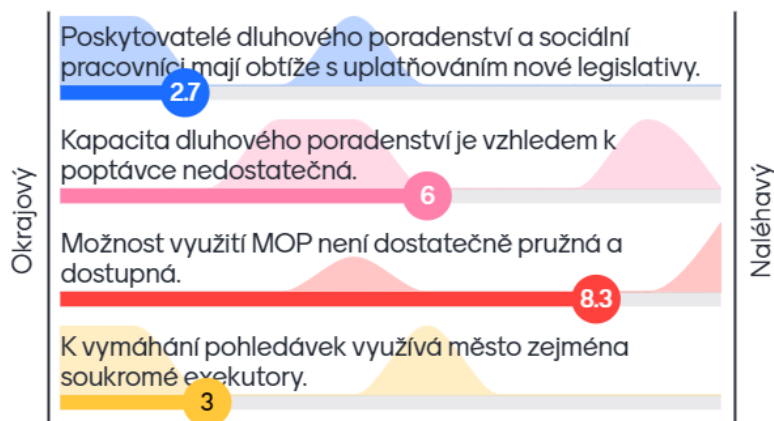 Poskytovatelé dluhového poradenství a sociální
pracovníci mají obtíže s uplatňováním nové legislativy.
2.7
Kapacita dluhového poradenství je vzhledem k
poptávce nedostatečná.
6
Možnost využití MOP není dostatečně pružná a
dostupná.
8.3
K vymáhání pohledávek využívá město zejména
soukromé exekutory.
3
Okrajový
Naléhavý